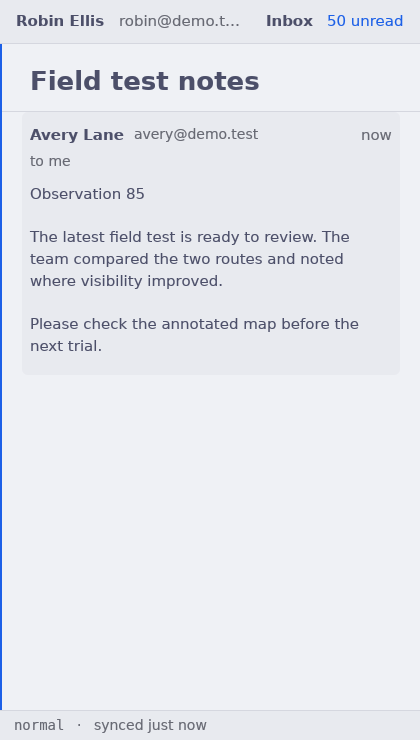 Robin Ellis robin@demo.t… Inbox 50 unread
Field test notes
Avery Lane avery@demo.test now
to me
Observation 85
The latest field test is ready to review. The
team compared the two routes and noted
where visibility improved.
Please check the annotated map before the
next trial.
normal · synced just now